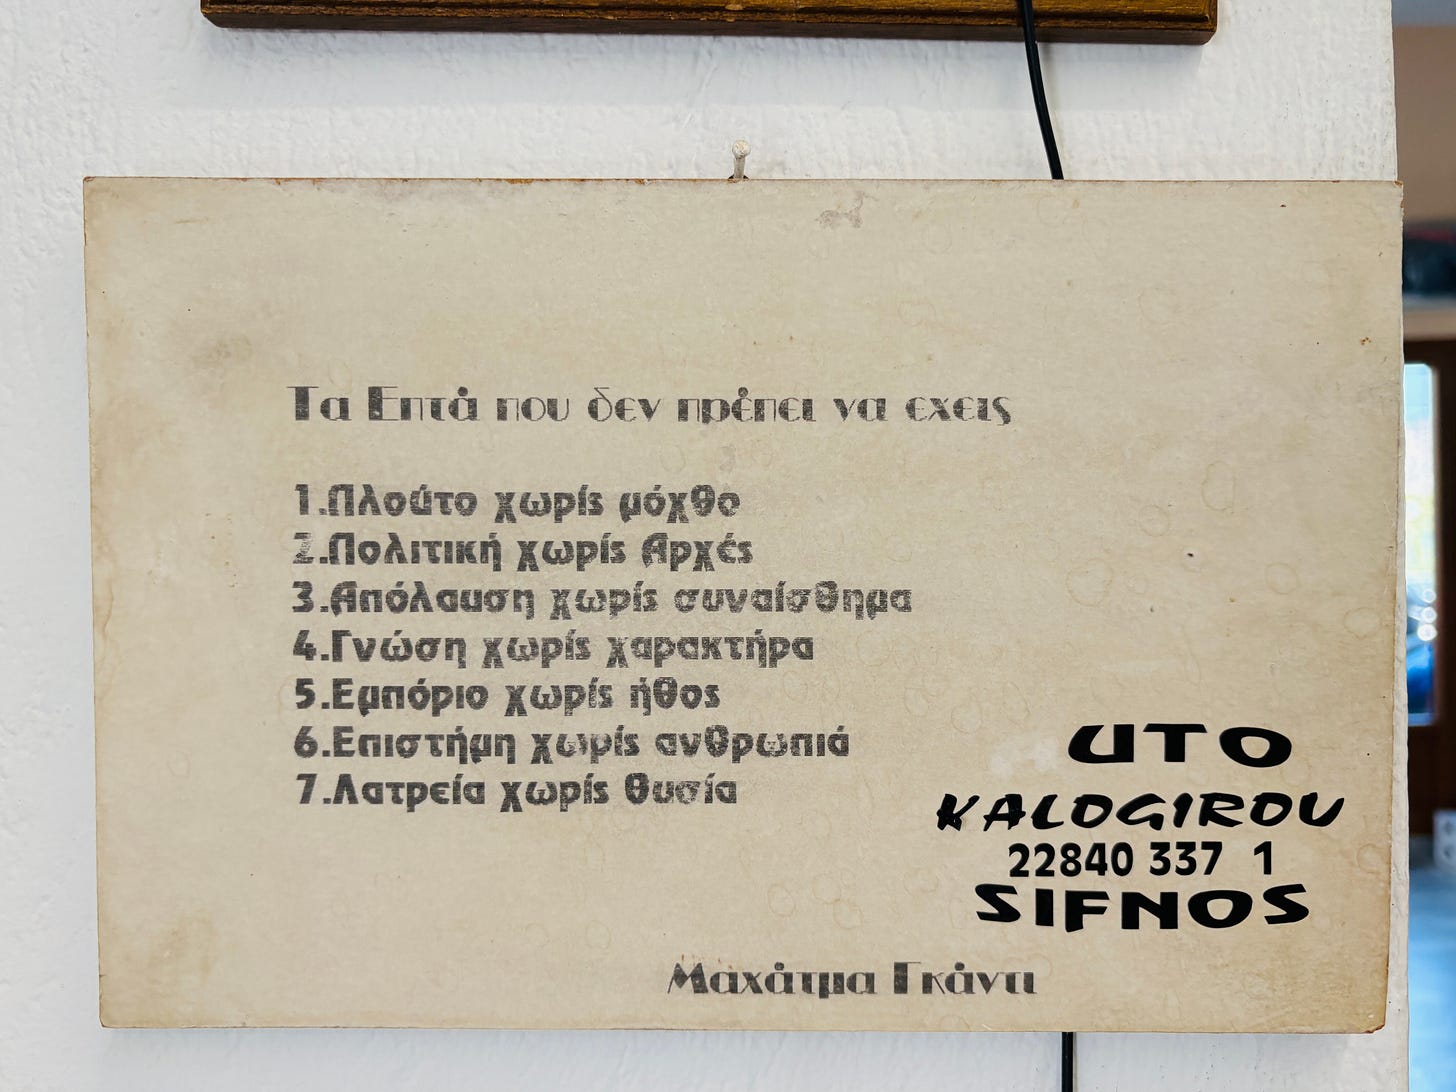 Τα Επτά που δεν πρέπει να εχεις
1.Πλούτο χωρίς μόχθο
2.Πολιτική χωρίς Αρχές
3.Απόλαυση χωρίς συναίσθημα
4.Γνώση χωρίς χαρακτήρα
5.Εμπόριο χωρίς ήθος
6.Επιστήμη χωρίς ανθρωπιά
7.Λατρεία χωρίς θυσία
UTO
KALOGIROU
22840 337 1
SIFNOS
Μαχάτμα Γκάντι